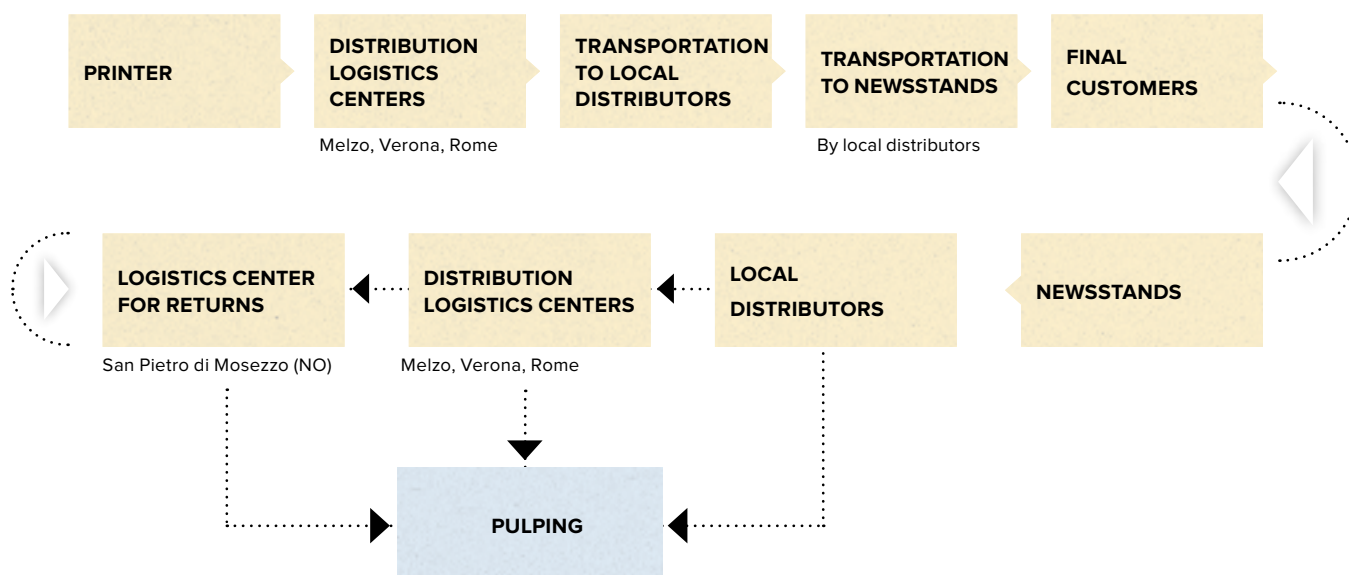 PRINTER
DISTRIBUTION
LOGISTICS
CENTERS
Melzo, Verona, Rome
TRANSPORTATION
TO LOCAL
DISTRIBUTORS
TRANSPORTATION
TO NEWSSTANDS
By local distributors
FINAL
CUSTOMERS
LOGISTICS CENTER
FOR RETURNS
San Pietro di Mosezzo (NO)
DISTRIBUTION
LOGISTICS CENTERS
Melzo, Verona, Rome
LOCAL
DISTRIBUTORS
NEWSSTANDS
PULPING